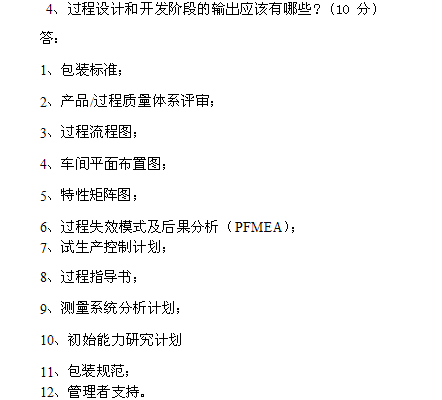 4、过程设计和开发阶段的输出应该有哪些？（10 分）
答：
1、包装标准；
2、产品/过程质量体系评审；
3、过程流程图；
4、车间平面布置图；
5、特性矩阵图；
6、过程失效模式及后果分析（PFMEA）；
7、试生产控制计划；
8、过程指导书；
9、测量系统分析计划；
10、初始能力研究计划
11、包装规范；
12、管理者支持。